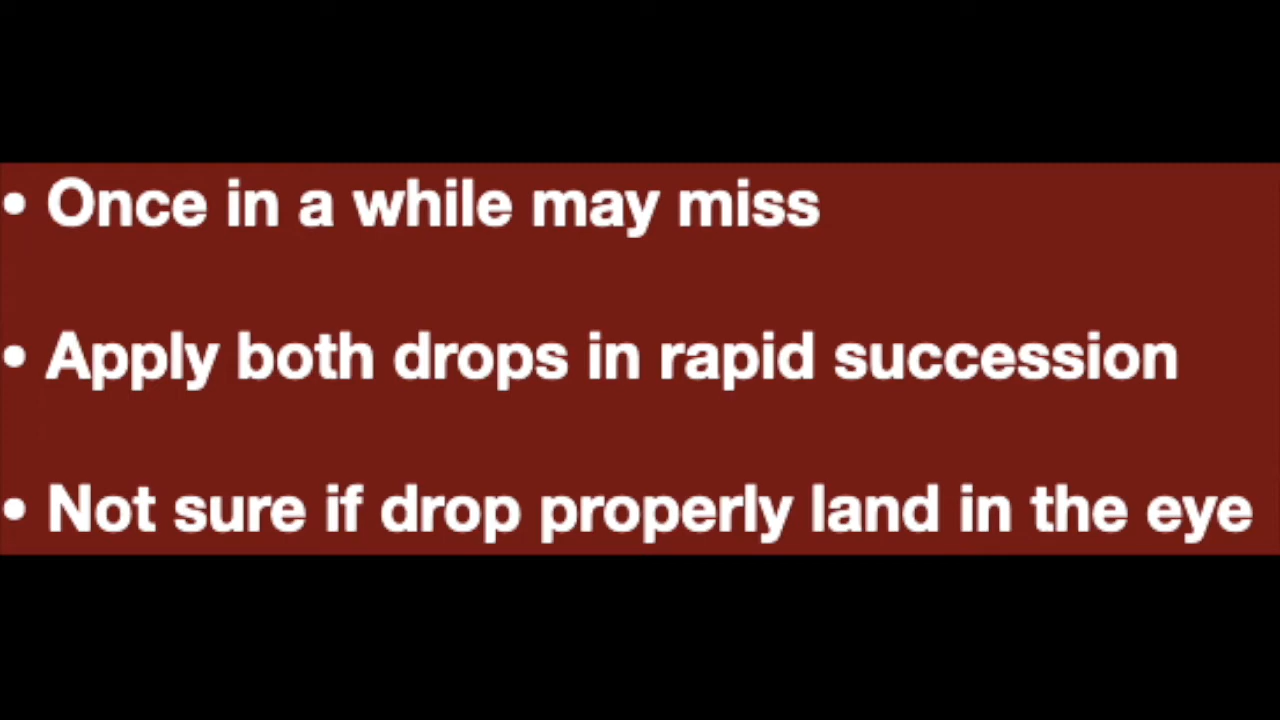 • Once in a while may miss
• Apply both drops in rapid succession
• Not sure if drop properly land in the eye